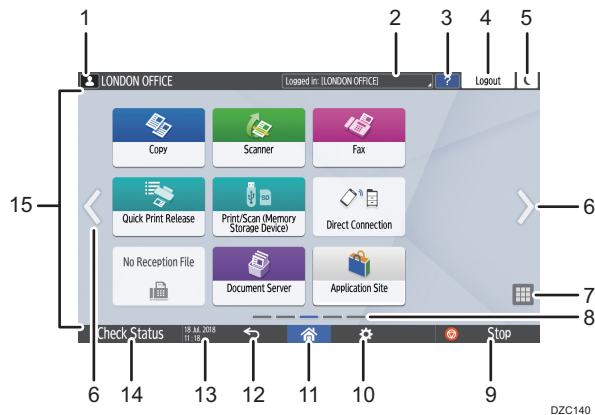 1
2
3
4
5
LONDON OFFICE
Logged in: [LONDON OFFICE]
?
Logout
Copy
Scanner
Fax
15
6
SD
Quick Print Release
Print/Scan (Memory
Storage Device)
Direct Connection
No Reception File
Document Server
Application Site
7
8
Check Status
18 Jul. 2018
11:18
Stop
6
14
13
12
11
10
9
DZC140